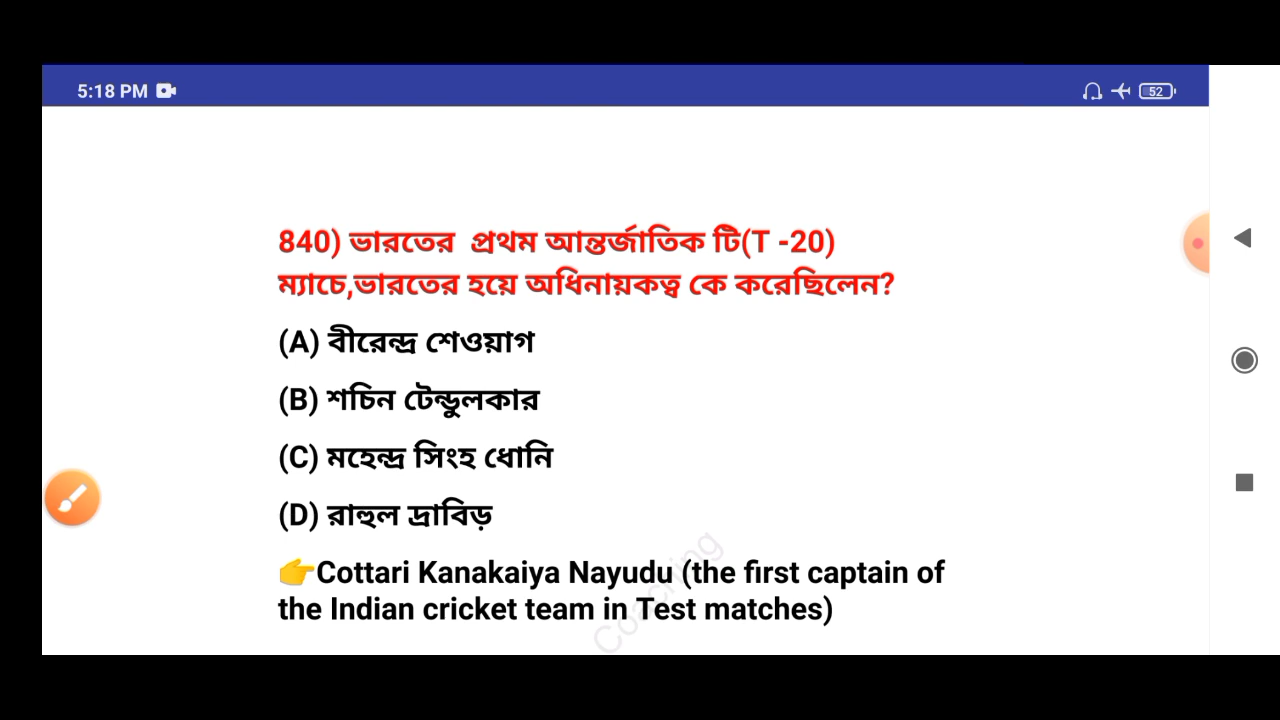 5:18 PM
52
840) ভারতের প্রথম আন্তর্জাতিক টি(T -20)
ম্যাচে,ভারতের হয়ে অধিনায়কত্ব কে করেছিলেন?
(A) বীরেন্দ্র শেওয়াগ
(B) শচিন টেন্ডুলকার
(C) মহেন্দ্র সিংহ ধোনি
(D) রাহুল দ্রাবিড়
👉Cottari Kanakaiya Nayudu (the first captain of
the Indian cricket team in Test matches)
Coaching